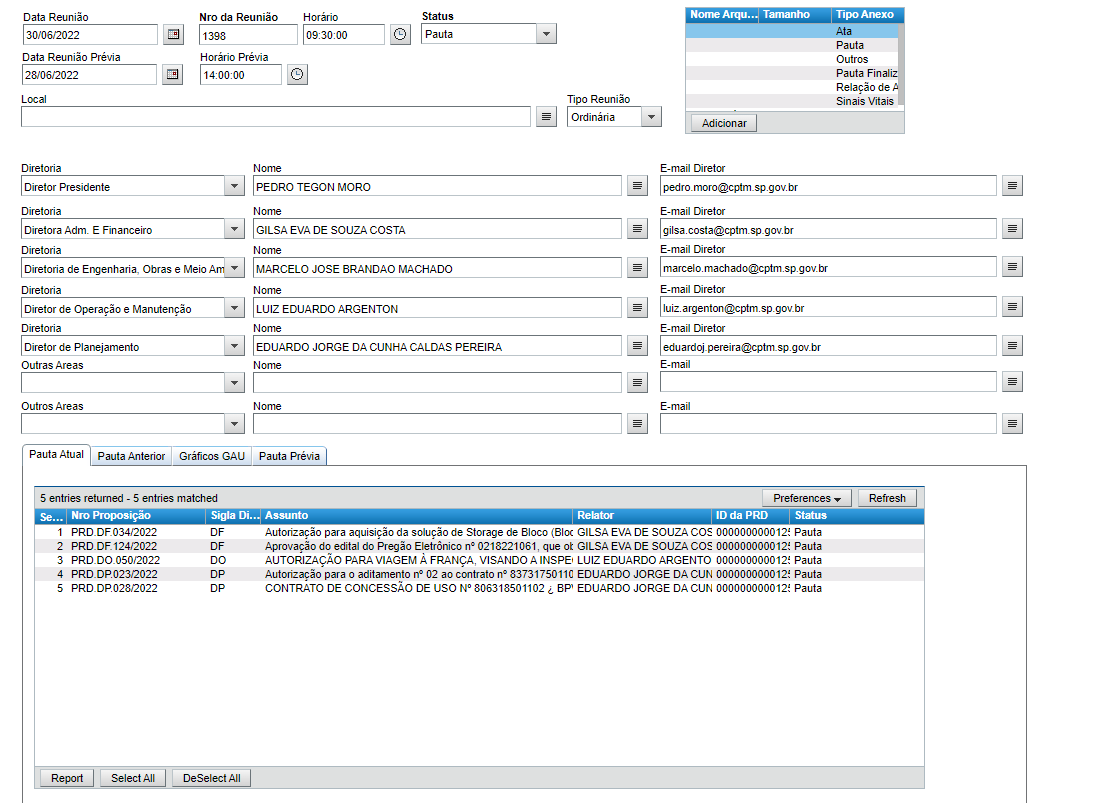 Data Reunião Nro da Reunião Horário Status
30/06/2022 1398 09:30:00 Pauta
Data Reunião Prévia Horário Prévia
28/06/2022 14:00:00
Local Tipo Reunião
Ordinária
Nome Arqu... Tamanho Tipo Anexo
Ata
Pauta
Outros
Pauta Finaliz
Relação de A
Sinais Vitais
Adicionar
Diretoria Nome E-mail Diretor
Diretor Presidente PEDRO TEGON MORO pedro.moro@cptm.sp.gov.br
Diretoria Nome E-mail Diretor
Diretora Adm. E Financeiro GILSA EVA DE SOUZA COSTA gilsa.costa@cptm.sp.gov.br
Diretoria Nome E-mail Diretor
Diretoria de Engenharia, Obras e Meio Am MARCELO JOSE BRANDAO MACHADO marcelo.machado@cptm.sp.gov.br
Diretoria Nome E-mail Diretor
Diretor de Operação e Manutenção LUIZ EDUARDO ARGENTON luiz.argenton@cptm.sp.gov.br
Diretoria Nome E-mail Diretor
Diretor de Planejamento EDUARDO JORGE DA CUNHA CALDAS PEREIRA eduardoj.pereira@cptm.sp.gov.br
Outras Areas Nome E-mail
Outros Areas Nome E-mail
Pauta Atual Pauta Anterior Gráficos GAU Pauta Prévia
5 entries returned - 5 entries matched Preferences Refresh
Se... Nro Proposição Sigla Di... Assunto Relator ID da PRD Status
1 PRD.DF.034/2022 DF Autorização para aquisição da solução de Storage de Bloco (Bloc GILSA EVA DE SOUZA COS 000000000125 Pauta
2 PRD.DF.124/2022 DF Aprovação do edital do Pregão Eletrônico nº 0218221061, que ob GILSA EVA DE SOUZA COS 000000000125 Pauta
3 PRD.DO.050/2022 DO AUTORIZAÇÃO PARA VIAGEM À FRANÇA, VISANDO A INSPE LUIZ EDUARDO ARGENTO 000000000125 Pauta
4 PRD.DP.023/2022 DP Autorização para o aditamento nº 02 ao contrato nº 83731750110 EDUARDO JORGE DA CUN 000000000125 Pauta
5 PRD.DP.028/2022 DP CONTRATO DE CONCESSÃO DE USO Nº 806318501102 ¿ BPV EDUARDO JORGE DA CUN 000000000125 Pauta
Report Select All DeSelect All